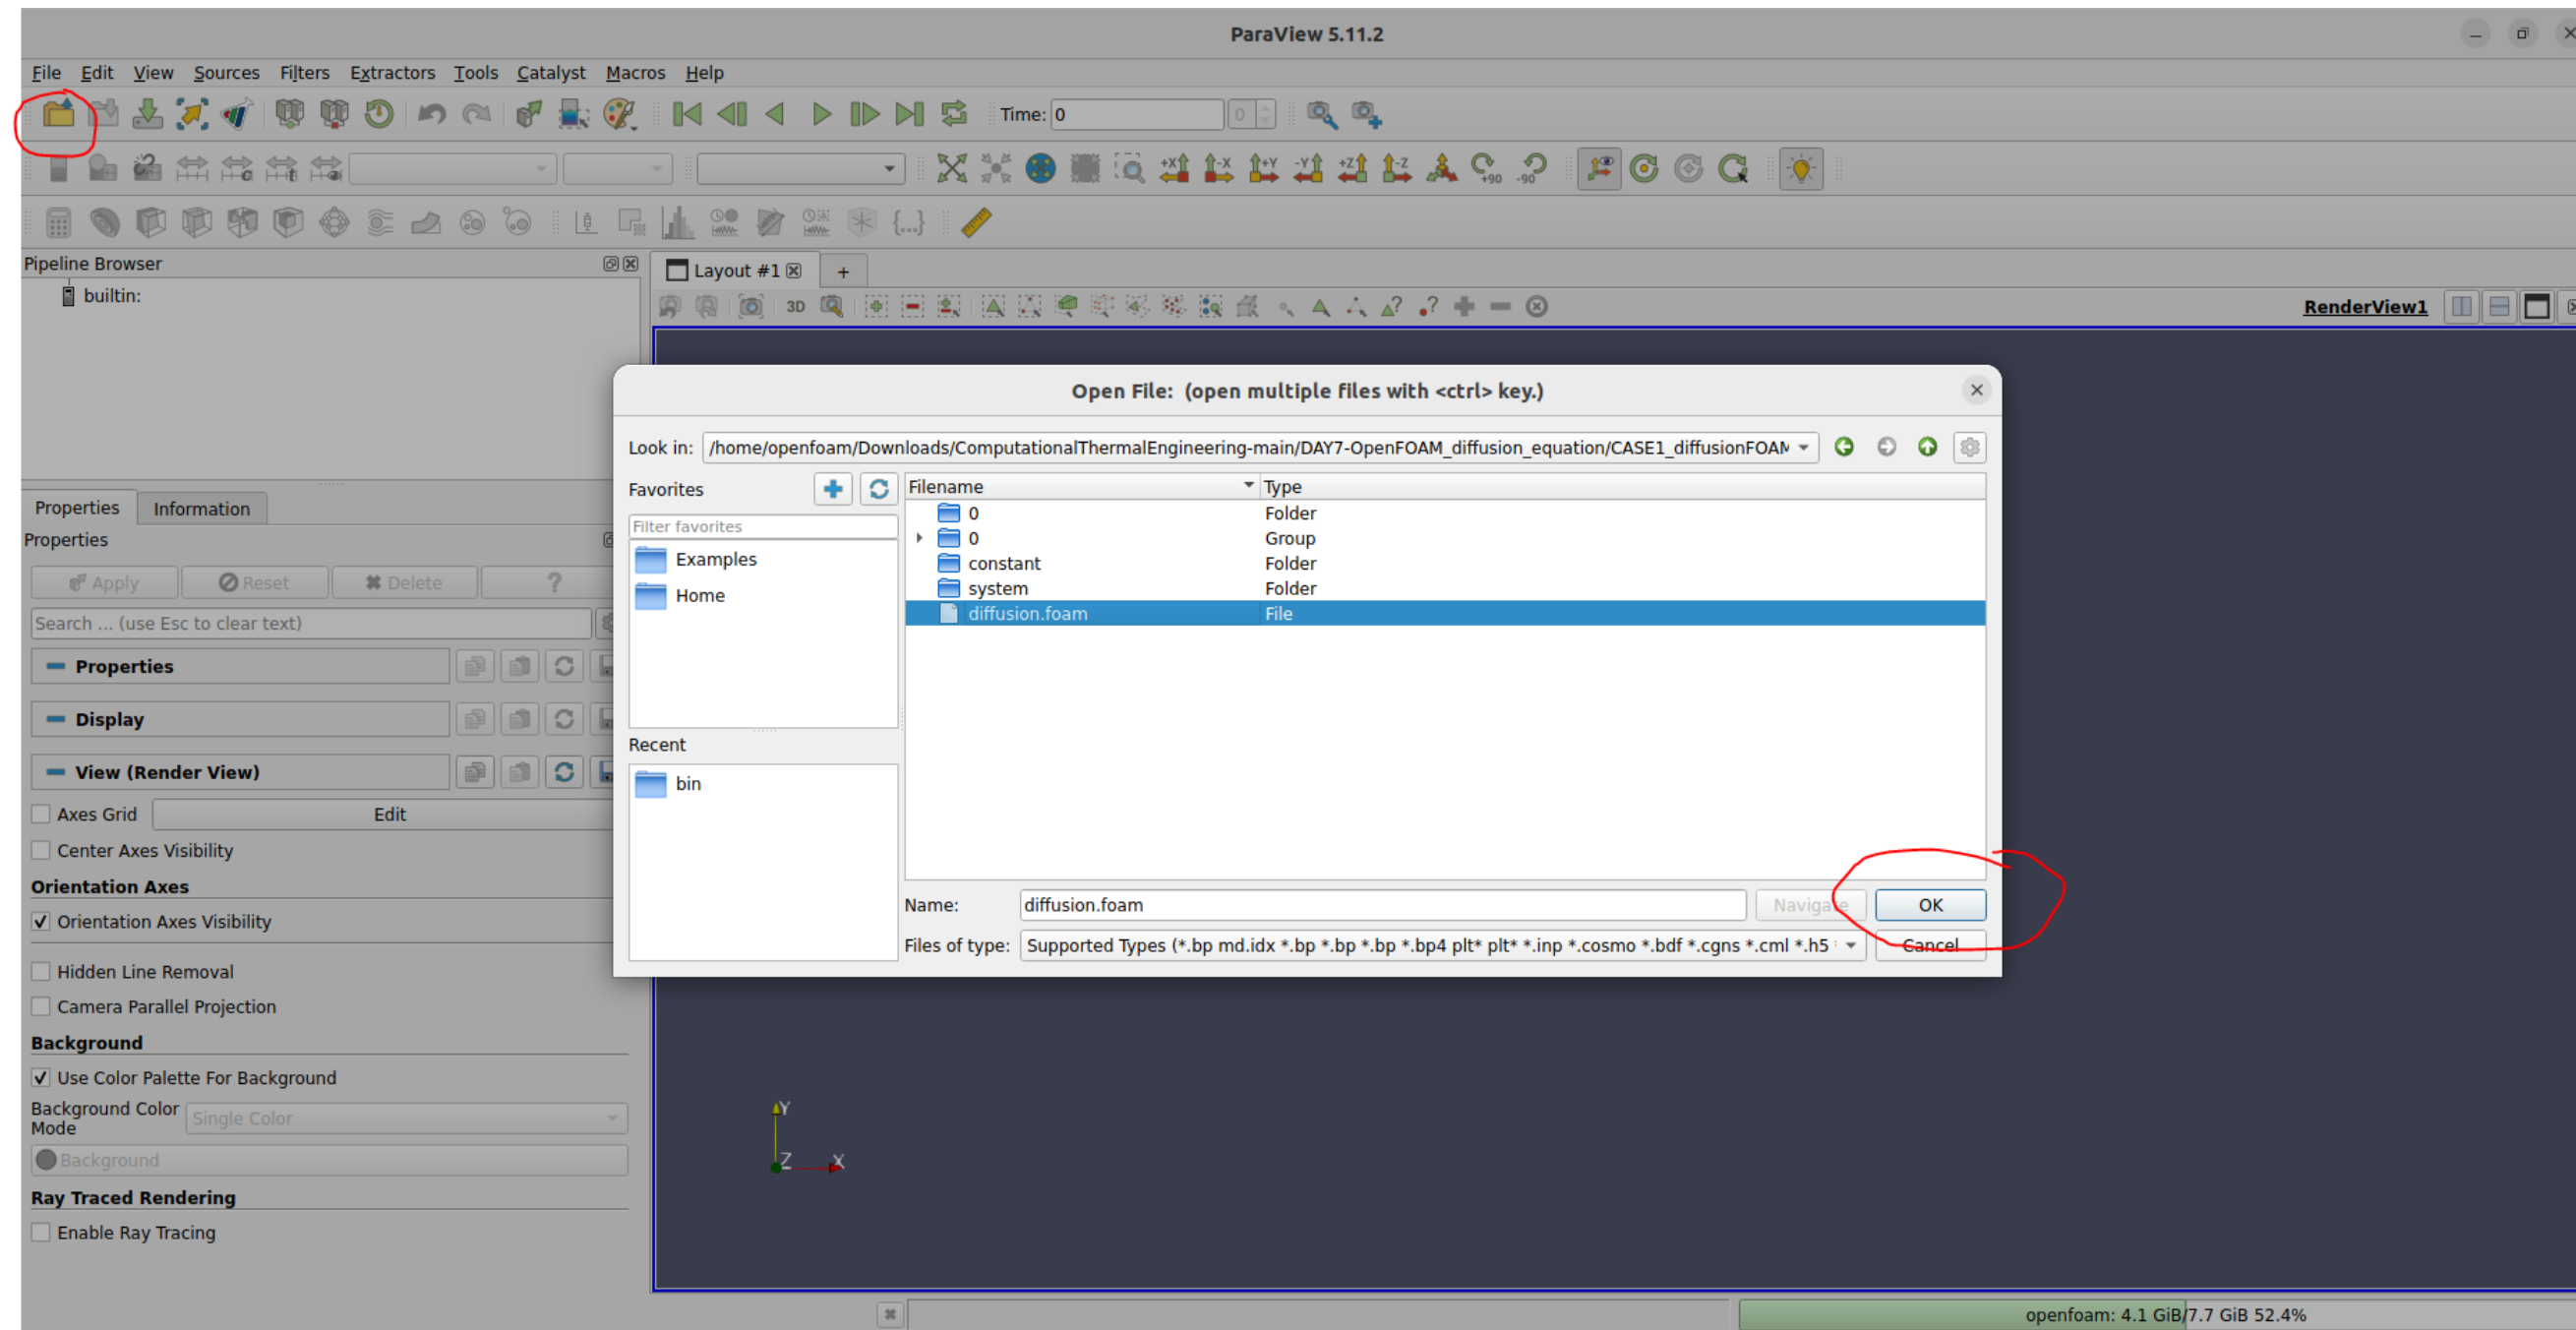 ParaView 5.11.2
File Edit View Sources Filters Extractors Tools Catalyst Macros Help
Time: 0 0
+X -X +Y -Y +Z -Z +90 -90
Pipeline Browser
builtin:
Layout #1 +
3D
RenderView1
Properties Information
Properties
Apply Reset Delete ?
Search ... (use Esc to clear text)
Properties
Display
View (Render View)
Axes Grid Edit
Center Axes Visibility
Orientation Axes
Orientation Axes Visibility
Hidden Line Removal
Camera Parallel Projection
Background
Use Color Palette For Background
Background Color Mode Single Color
Background
Ray Traced Rendering
Enable Ray Tracing
Open File: (open multiple files with <ctrl> key.)
Look in: /home/openfoam/Downloads/ComputationalThermalEngineering-main/DAY7-OpenFOAM_diffusion_equation/CASE1_diffusionFOAM
Favorites
Filter favorites
Examples
Home
Recent
bin
Filename Type
0 Folder
0 Group
constant Folder
system Folder
diffusion.foam File
Name: diffusion.foam Navigate OK
Files of type: Supported Types (*.bp md.idx *.bp *.bp *.bp *.bp4 plt* plt* *.inp *.cosmo *.bdf *.cgns *.cml *.h5 Cancel
Y
Z X
openfoam: 4.1 GiB/7.7 GiB 52.4%